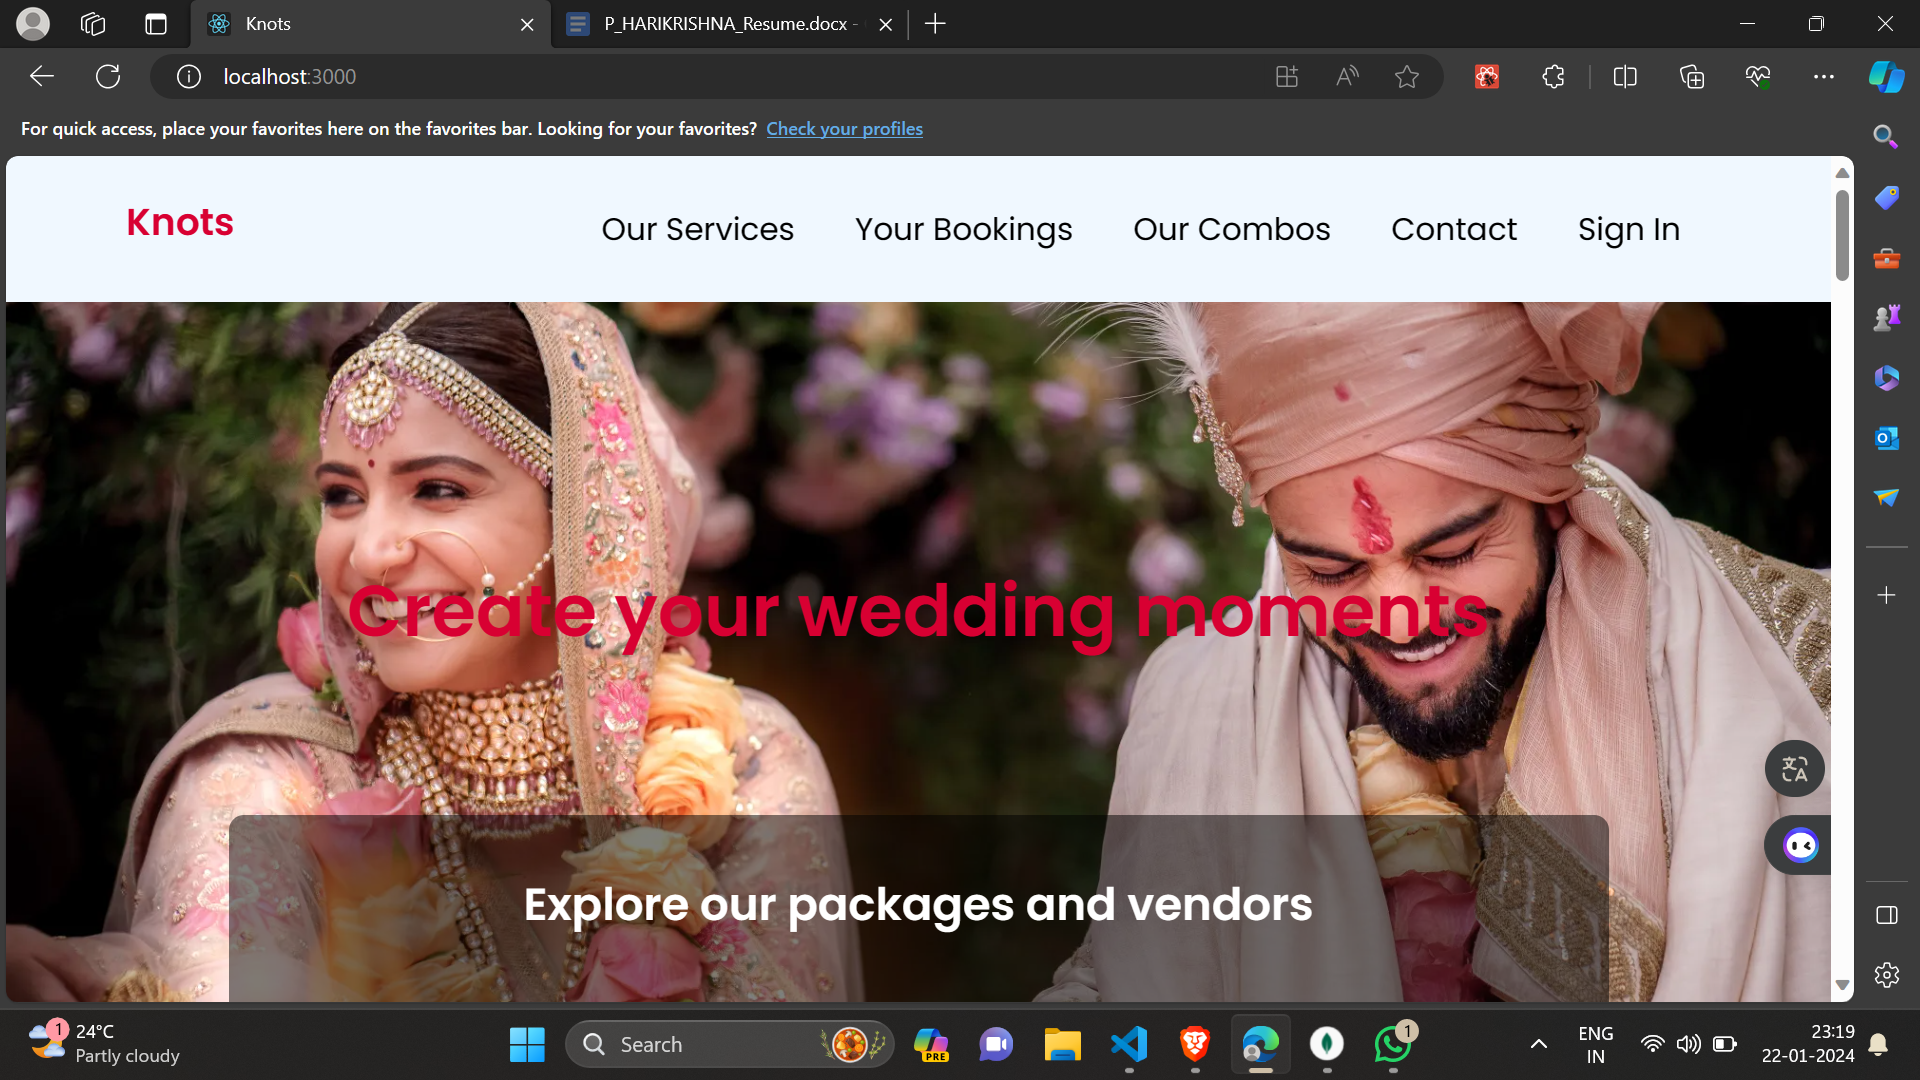 Knots
P_HARIKRISHNA_Resume.docx -
localhost:3000
For quick access, place your favorites here on the favorites bar. Looking for your favorites? Check your profiles
Knots
Our Services
Your Bookings
Our Combos
Contact
Sign In
Create your wedding moments
Explore our packages and vendors
1
24°C
Partly cloudy
Search
PRE
1
ENG
IN
23:19
22-01-2024